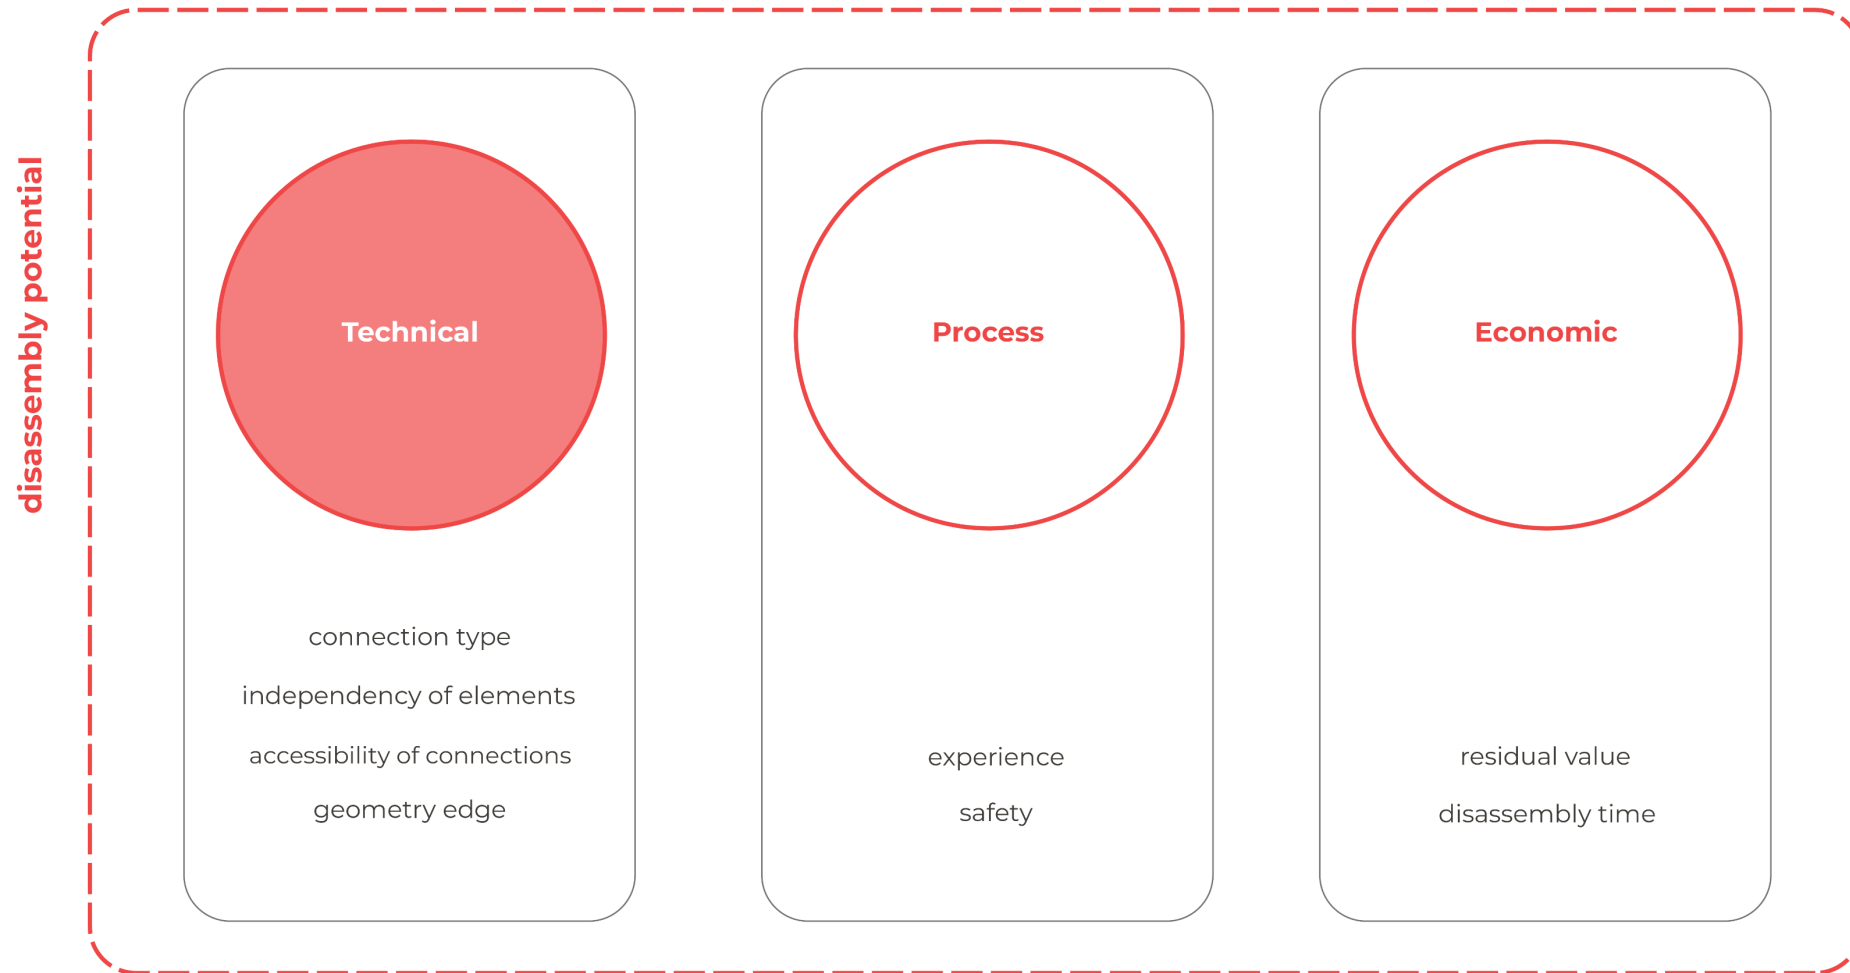 disassembly potential
Technical
connection type
independency of elements
accessibility of connections
geometry edge
Process
experience
safety
Economic
residual value
disassembly time